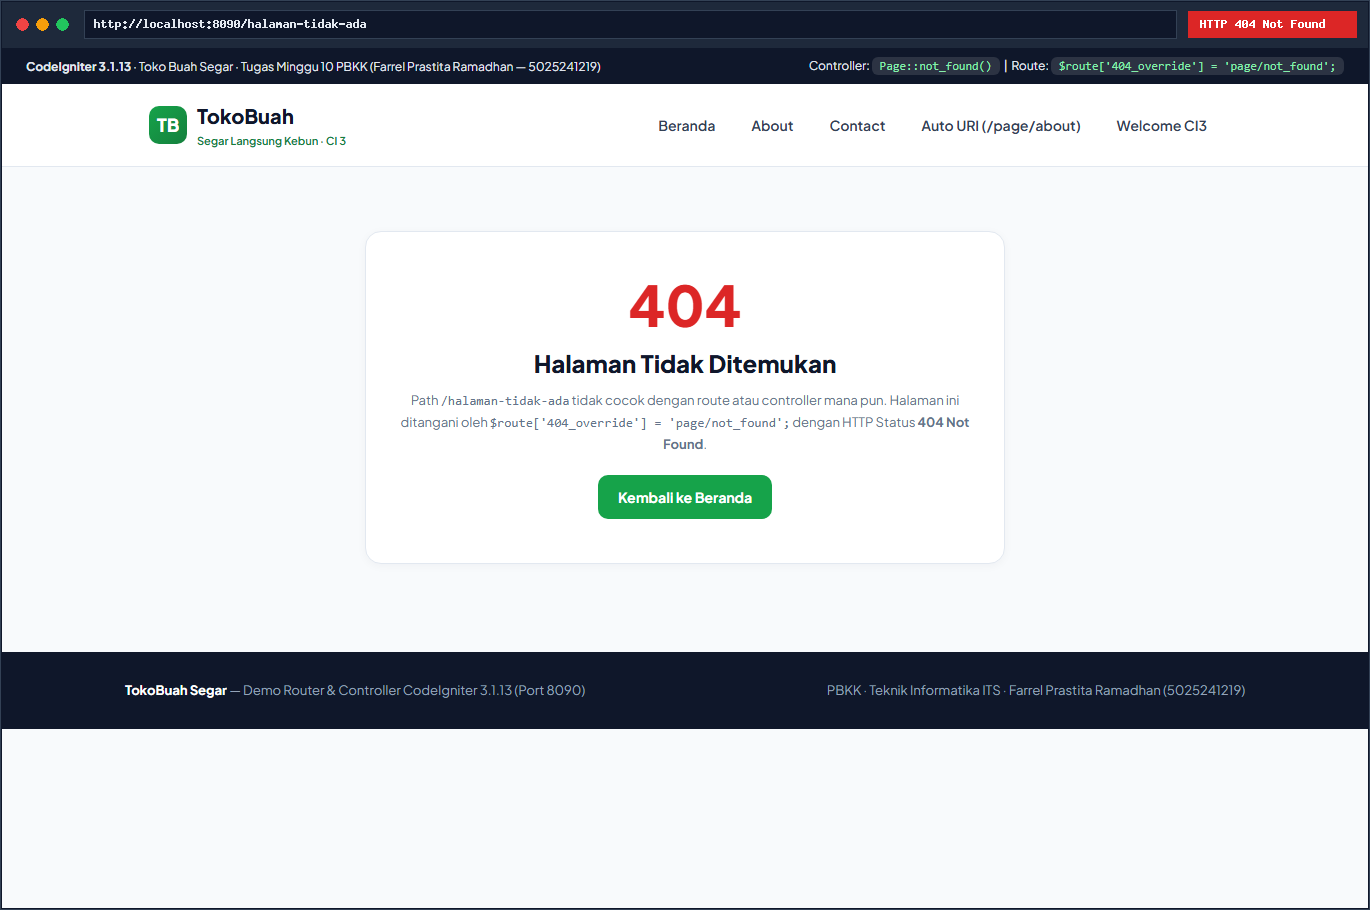 http://localhost:8090/halaman-tidak-ada
HTTP 404 Not Found
CodeIgniter 3.1.13 · Toko Buah Segar · Tugas Minggu 10 PBKK (Farrel Prastita Ramadhan — 5025241219)
Controller: Page::not_found() | Route: $route['404_override'] = 'page/not_found';
TB
TokoBuah
Segar Langsung Kebun · CI 3
Beranda About Contact Auto URI (/page/about) Welcome CI3
404
Halaman Tidak Ditemukan
Path /halaman-tidak-ada tidak cocok dengan route atau controller mana pun. Halaman ini
ditangani oleh $route['404_override'] = 'page/not_found'; dengan HTTP Status 404 Not
Found.
Kembali ke Beranda
TokoBuah Segar — Demo Router & Controller CodeIgniter 3.1.13 (Port 8090)
PBKK · Teknik Informatika ITS · Farrel Prastita Ramadhan (5025241219)